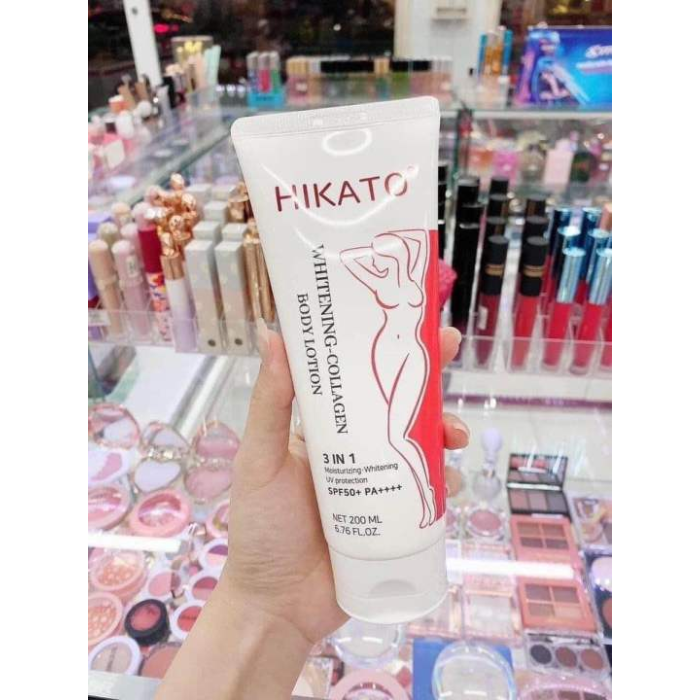 HIKATO
WHITENING-COLLAGEN
BODY LOTION
3 IN 1
Moisturizing-Whitening
UV protection
SPF50+ PA++++
NET 200 ML
6.76 FL.OZ.